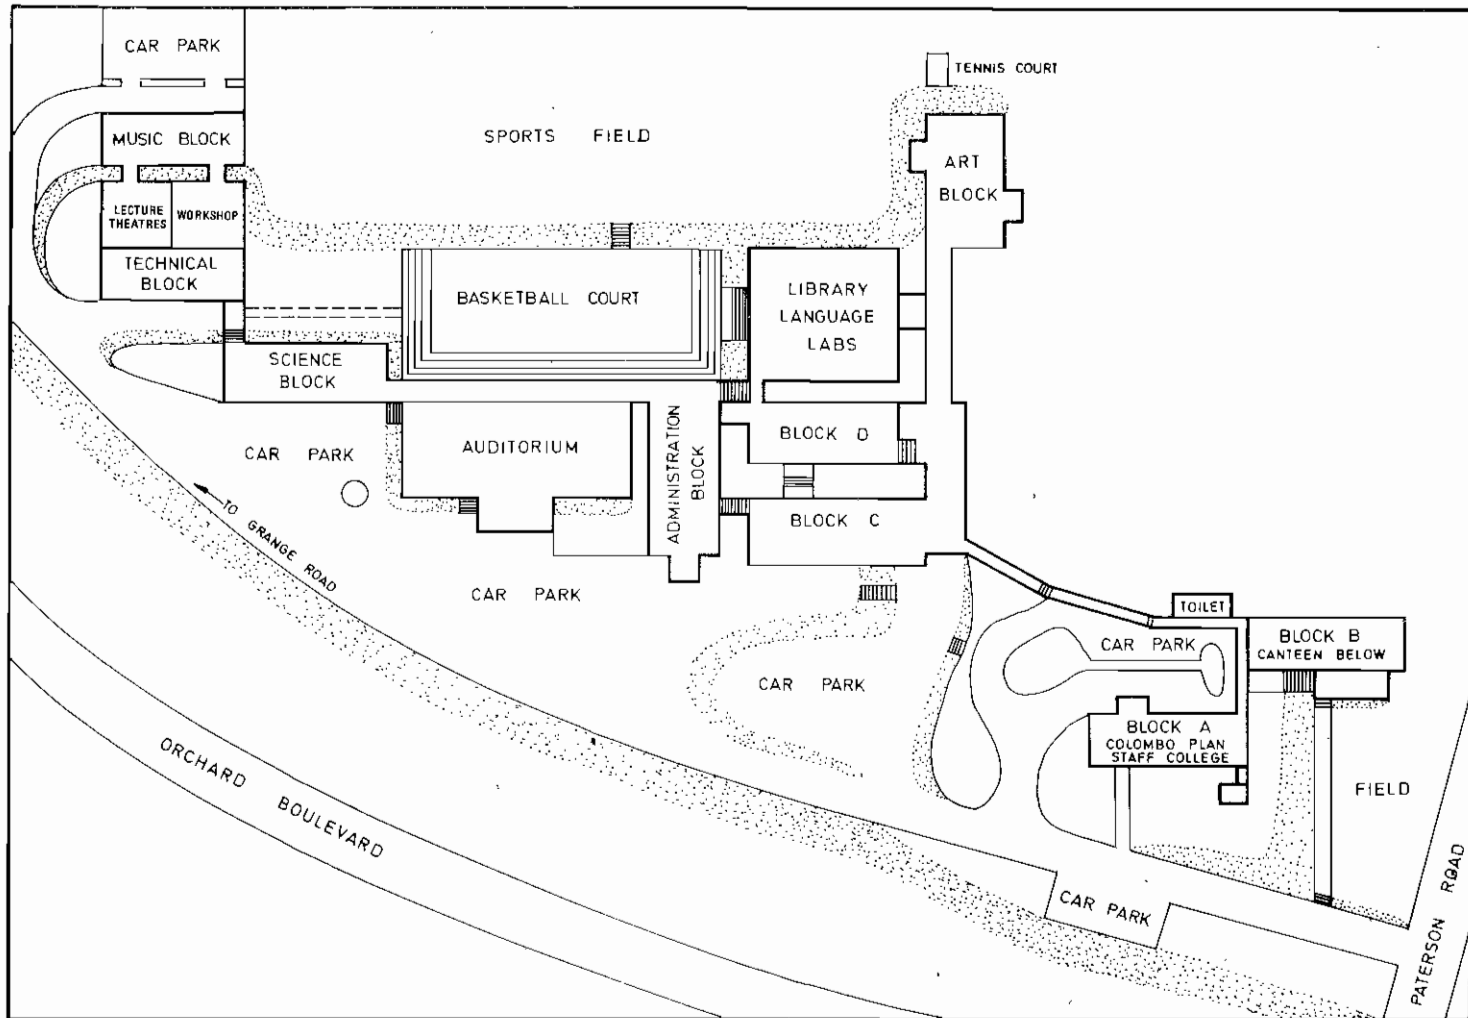 CAR PARK
TENNIS COURT
MUSIC BLOCK
SPORTS FIELD
ART
BLOCK
LECTURE
THEATRES
WORKSHOP
TECHNICAL
BLOCK
BASKETBALL COURT
LIBRARY
LANGUAGE
LABS
SCIENCE
BLOCK
AUDITORIUM
ADMINISTRATION
BLOCK
BLOCK D
CAR PARK
BLOCK C
TO GRANGE ROAD
CAR PARK
TOILET
CAR PARK
BLOCK B
CANTEEN BELOW
CAR PARK
BLOCK A
COLOMBO PLAN
STAFF COLLEGE
FIELD
ORCHARD BOULEVARD
CAR PARK
PATERSON ROAD